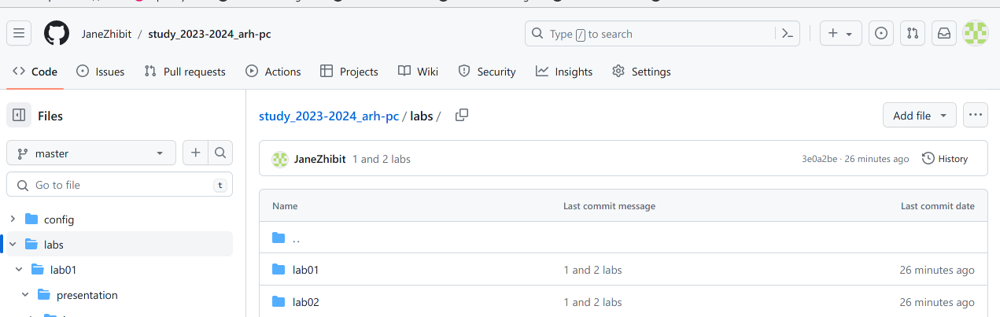 JaneZhibit / study_2023-2024_arh-pc
Type / to search
Code
Issues
Pull requests
Actions
Projects
Wiki
Security
Insights
Settings
Files
master
Go to file
t
config
labs
lab01
presentation
study_2023-2024_arh-pc / labs /
Add file
JaneZhibit 1 and 2 labs
3e0a2be · 26 minutes ago
History
Name Last commit message Last commit date
..
lab01 1 and 2 labs 26 minutes ago
lab02 1 and 2 labs 26 minutes ago